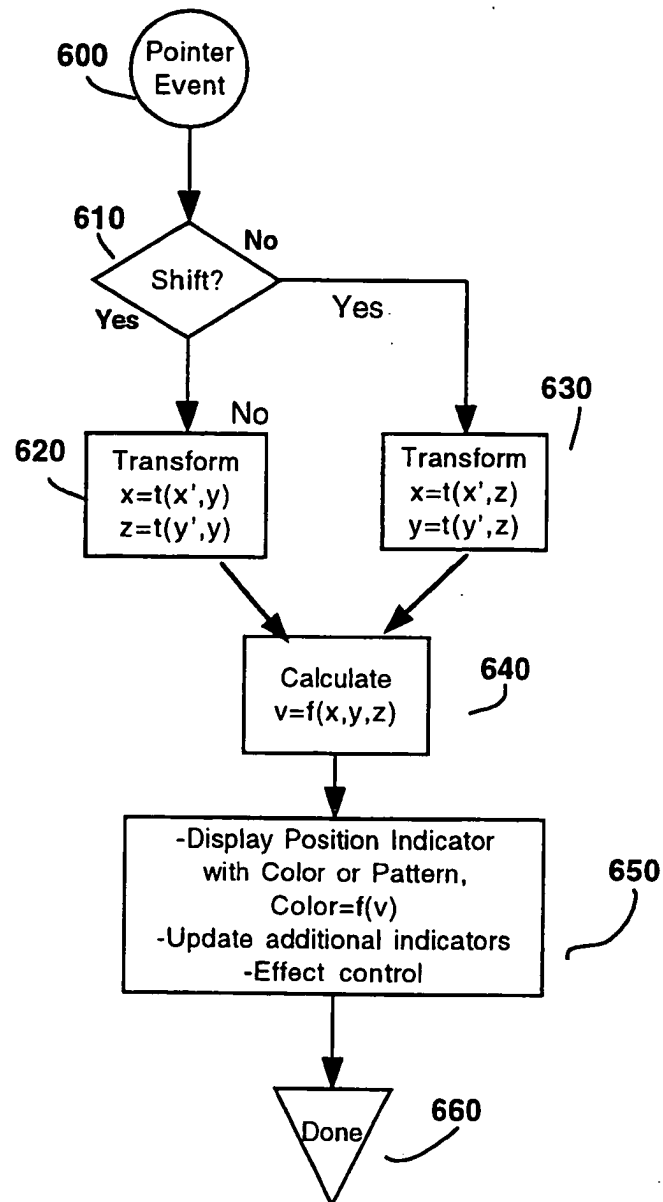 600
Pointer
Event
610
No
Shift?
Yes
Yes
No
630
620
Transform
x=t(x',y)
z=t(y',y)
Transform
x=t(x',z)
y=t(y',z)
Calculate
v=f(x,y,z)
640
-Display Position Indicator
with Color or Pattern,
Color=f(v)
-Update additional indicators
-Effect control
650
Done
660